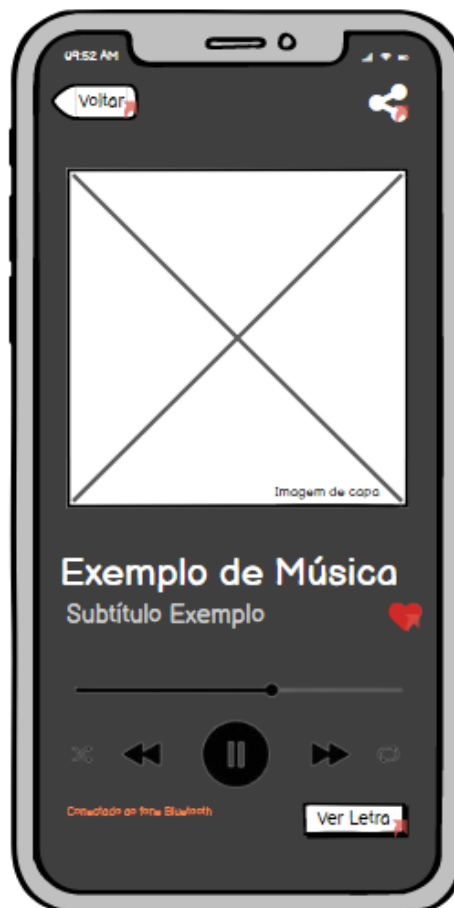 09:52 AM
Voltar
Imagem de capa
Exemplo de Música
Subtítulo Exemplo
Conectado ao fone Bluetooth
Ver Letra